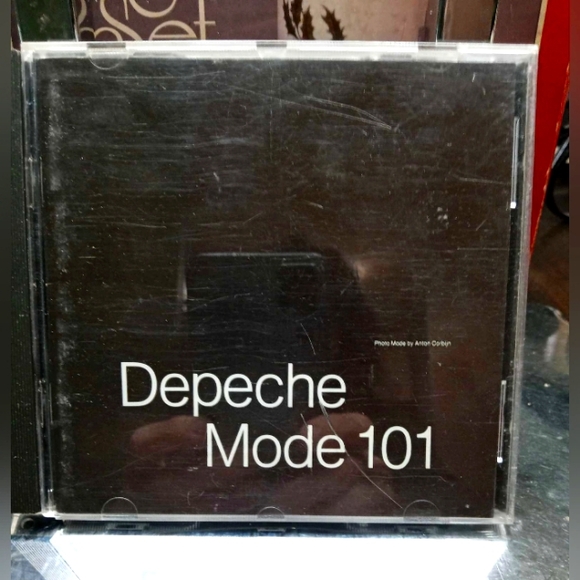 Photo Mode by Anton Corbijn
Depeche
Mode 101